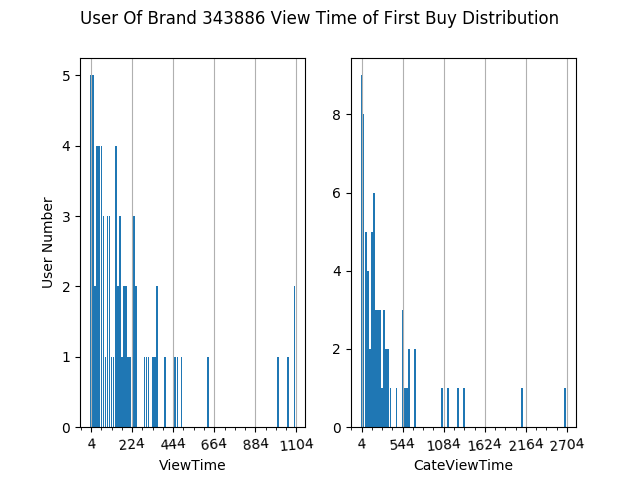 User Of Brand 343886 View Time of First Buy Distribution
User Number
5
4
3
2
1
0
4 224 444 664 884 1104
ViewTime
8
6
4
2
0
4 544 1084 1624 2164 2704
CateViewTime